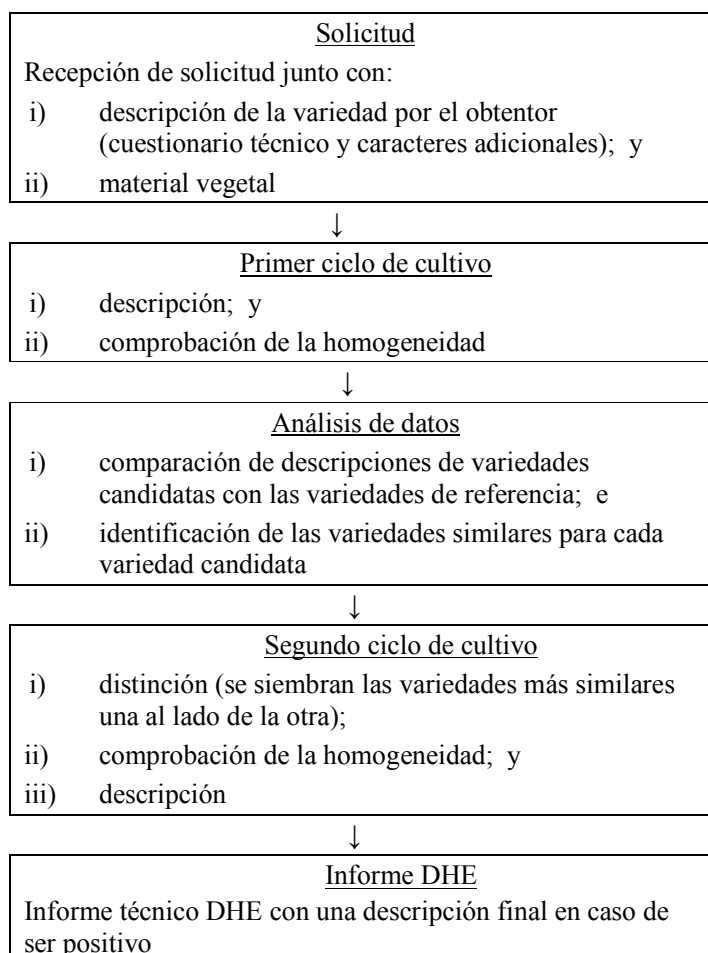 Solicitud
Recepción de solicitud junto con:
i) descripción de la variedad por el obtentor
(cuestionario técnico y caracteres adicionales); y
ii) material vegetal
↓
Primer ciclo de cultivo
i) descripción; y
ii) comprobación de la homogeneidad
↓
Análisis de datos
i) comparación de descripciones de variedades
candidatas con las variedades de referencia; e
ii) identificación de las variedades similares para cada
variedad candidata
↓
Segundo ciclo de cultivo
i) distinción (se siembran las variedades más similares
una al lado de la otra);
ii) comprobación de la homogeneidad; y
iii) descripción
↓
Informe DHE
Informe técnico DHE con una descripción final en caso de
ser positivo